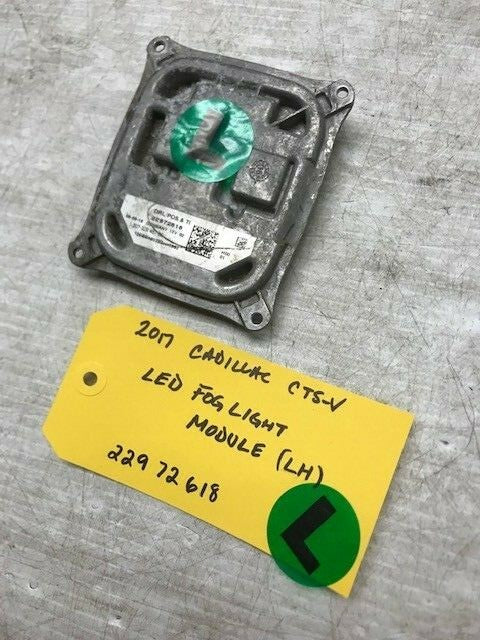 L
DRL/POS & TI
22972618
2017 CADILLAC CTS-V
LED FOG LIGHT
MODULE (LH)
22972618
L